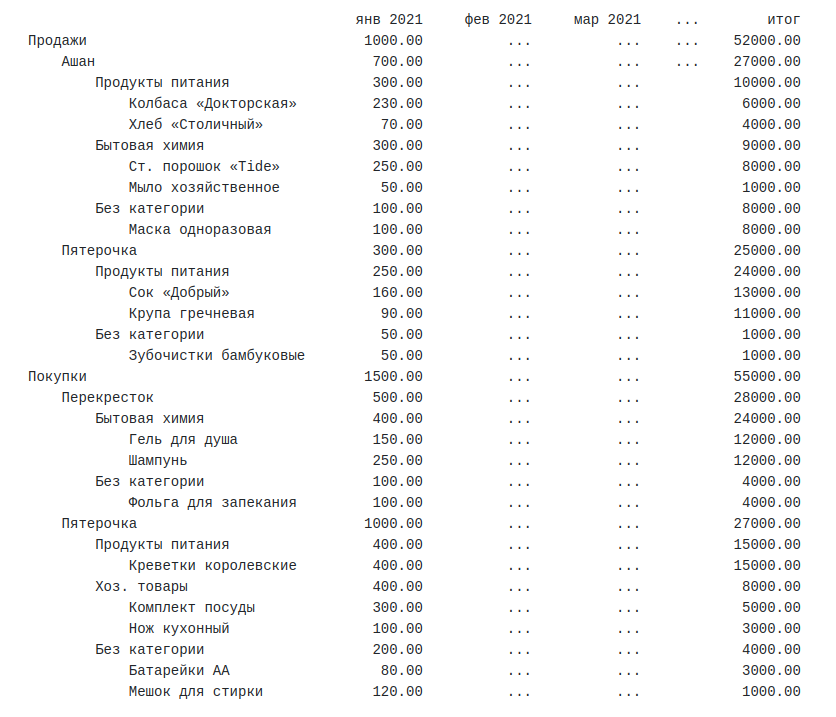 янв 2021 фев 2021 мар 2021 ... итог
Продажи 1000.00 ... ... ... 52000.00
Ашан 700.00 ... ... ... 27000.00
Продукты питания 300.00 ... ... 10000.00
Колбаса «Докторская» 230.00 ... ... 6000.00
Хлеб «Столичный» 70.00 ... ... 4000.00
Бытовая химия 300.00 ... ... 9000.00
Ст. порошок «Tide» 250.00 ... ... 8000.00
Мыло хозяйственное 50.00 ... ... 1000.00
Без категории 100.00 ... ... 8000.00
Маска одноразовая 100.00 ... ... 8000.00
Пятерочка 300.00 ... ... 25000.00
Продукты питания 250.00 ... ... 24000.00
Сок «Добрый» 160.00 ... ... 13000.00
Крупа гречневая 90.00 ... ... 11000.00
Без категории 50.00 ... ... 1000.00
Зубочистки бамбуковые 50.00 ... ... 1000.00
Покупки 1500.00 ... ... 55000.00
Перекресток 500.00 ... ... 28000.00
Бытовая химия 400.00 ... ... 24000.00
Гель для душа 150.00 ... ... 12000.00
Шампунь 250.00 ... ... 12000.00
Без категории 100.00 ... ... 4000.00
Фольга для запекания 100.00 ... ... 4000.00
Пятерочка 1000.00 ... ... 27000.00
Продукты питания 400.00 ... ... 15000.00
Креветки королевские 400.00 ... ... 15000.00
Хоз. товары 400.00 ... ... 8000.00
Комплект посуды 300.00 ... ... 5000.00
Нож кухонный 100.00 ... ... 3000.00
Без категории 200.00 ... ... 4000.00
Батарейки АА 80.00 ... ... 3000.00
Мешок для стирки 120.00 ... ... 1000.00